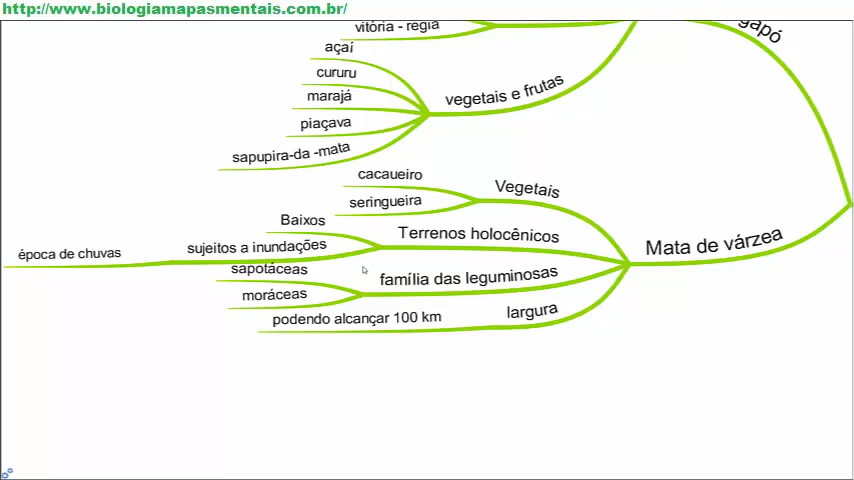 http://www.biologiamapasmentais.com.br/
vitória - regia
açaí
cururu
marajá
piaçava
sapupira-da -mata
vegetais e frutas
cacaueiro
seringueira
Vegetais
Baixos
sujeitos a inundações
época de chuvas
Terrenos holocênicos
sapotáceas
moráceas
família das leguminosas
podendo alcançar 100 km
largura
Mata de várzea